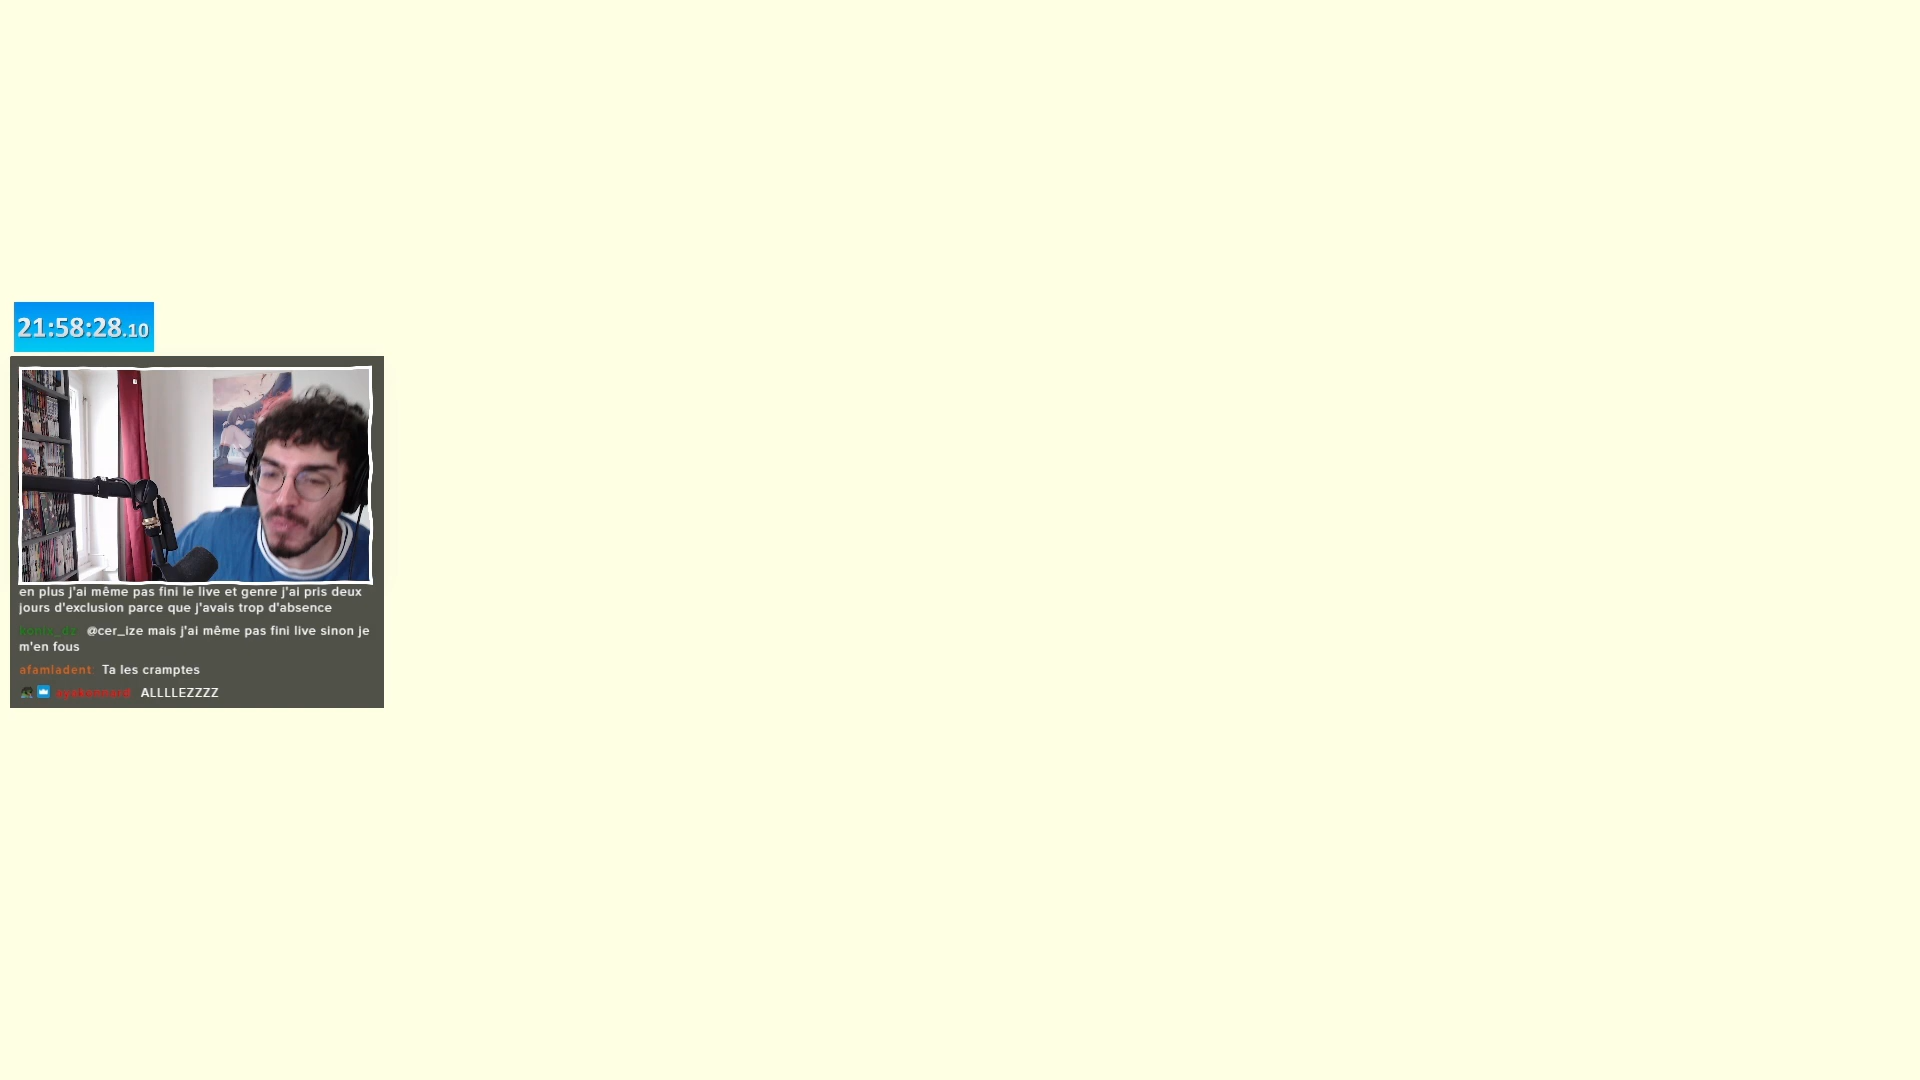 21:58:28.10
en plus j'ai même pas fini le live et genre j'ai pris deux
jours d'exclusion parce que j'avais trop d'absence
@cer_ize mais j'ai même pas fini live sinon je
m'en fous
afamladent: Ta les cramptes
ALLLLEZZZZ